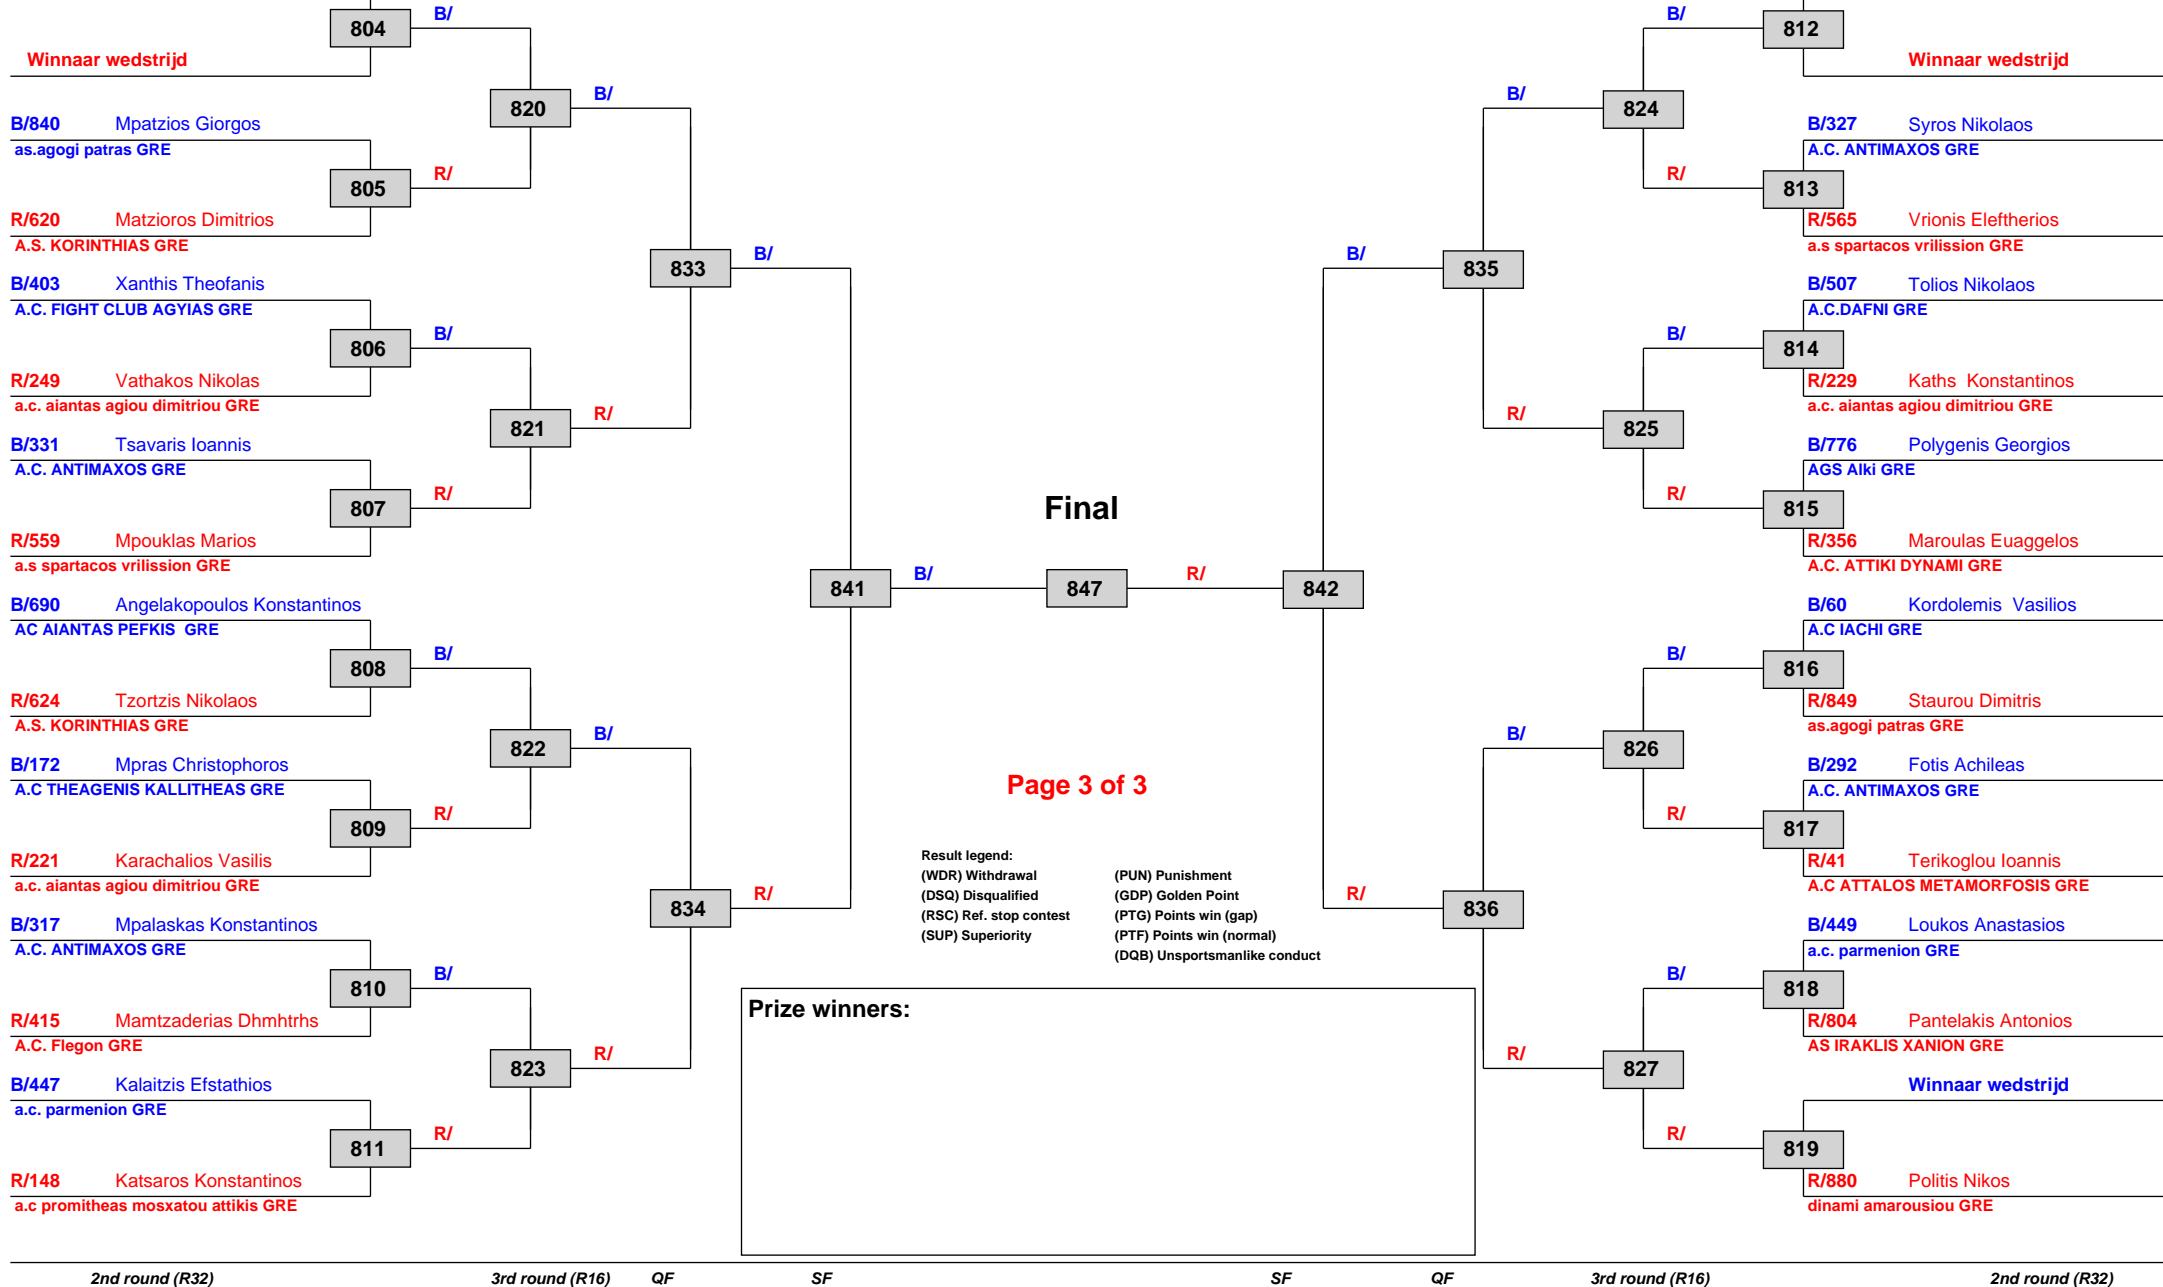 804
B/
Winnaar wedstrijd
820
B/
B/840 Mpatzios Giorgos
as.agogi patras GRE
805
R/
R/620 Matzioros Dimitrios
A.S. KORINTHIAS GRE
833
B/
B/403 Xanthis Theofanis
A.C. FIGHT CLUB AGYIAS GRE
806
B/
R/249 Vathakos Nikolas
a.c. aiantas agiou dimitriou GRE
821
R/
B/331 Tsavaris Ioannis
A.C. ANTIMAXOS GRE
807
R/
R/559 Mpouklas Marios
a.s spartacos vrilission GRE
841
B/
B/690 Angelakopoulos Konstantinos
AC AIANTAS PEFKIS GRE
808
B/
R/624 Tzortzis Nikolaos
A.S. KORINTHIAS GRE
822
B/
B/172 Mpras Christophoros
A.C THEAGENIS KALLITHEAS GRE
809
R/
R/221 Karachalios Vasilis
a.c. aiantas agiou dimitriou GRE
834
R/
B/317 Mpalaskas Konstantinos
A.C. ANTIMAXOS GRE
810
B/
R/415 Mamtzaderias Dhmhtrhs
A.C. Flegon GRE
823
R/
B/447 Kalaitzis Efstathios
a.c. parmenion GRE
811
R/
R/148 Katsaros Konstantinos
a.c promitheas mosxatou attikis GRE
Final
847
R/
842
Page 3 of 3
Result legend:
(WDR) Withdrawal
(DSQ) Disqualified
(RSC) Ref. stop contest
(SUP) Superiority
(PUN) Punishment
(GDP) Golden Point
(PTG) Points win (gap)
(PTF) Points win (normal)
(DQB) Unsportsmanlike conduct
Prize winners:
B/
812
Winnaar wedstrijd
B/
824
B/327 Syros Nikolaos
A.C. ANTIMAXOS GRE
R/
813
R/565 Vrionis Eleftherios
a.s spartacos vrilission GRE
B/
835
B/507 Tolios Nikolaos
A.C.DAFNI GRE
B/
814
R/229 Kaths Konstantinos
a.c. aiantas agiou dimitriou GRE
R/
825
B/776 Polygenis Georgios
AGS Alki GRE
R/
815
R/356 Maroulas Euaggelos
A.C. ATTIKI DYNAMI GRE
B/60 Kordolemis Vasilios
A.C IACHI GRE
B/
816
R/849 Staurou Dimitris
as.agogi patras GRE
B/
826
B/292 Fotis Achileas
A.C. ANTIMAXOS GRE
R/
817
R/41 Terikoglou Ioannis
A.C ATTALOS METAMORFOSIS GRE
R/
836
B/449 Loukos Anastasios
a.c. parmenion GRE
B/
818
R/804 Pantelakis Antonios
AS IRAKLIS XANION GRE
R/
827
Winnaar wedstrijd
R/
819
R/880 Politis Nikos
dinami amarousiou GRE
2nd round (R32) 3rd round (R16) QF SF SF QF 3rd round (R16) 2nd round (R32)